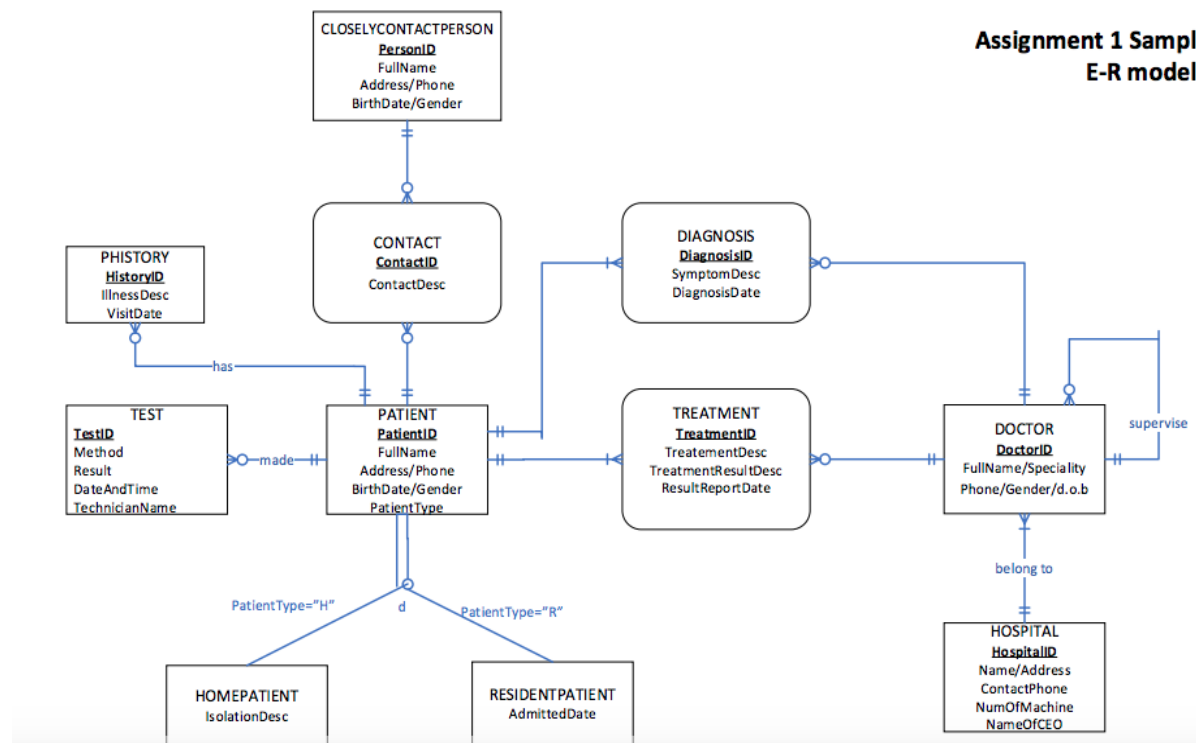 Assignment 1 Sampl
E-R model
CLOSELYCONTACTPERSON
PersonID
FullName
Address/Phone
BirthDate/Gender
CONTACT
ContactID
ContactDesc
DIAGNOSIS
DiagnosisID
SymptomDesc
DiagnosisDate
PHISTORY
HistoryID
IllnessDesc
VisitDate
has
TEST
TestID
Method
Result
DateAndTime
TechnicianName
made
PATIENT
PatientID
FullName
Address/Phone
BirthDate/Gender
PatientType
TREATMENT
TreatmentID
TreatementDesc
TreatmentResultDesc
ResultReportDate
DOCTOR
DoctorID
FullName/Speciality
Phone/Gender/d.o.b
supervise
belong to
PatientType="H"
d
PatientType="R"
HOMEPATIENT
IsolationDesc
RESIDENTPATIENT
AdmittedDate
HOSPITAL
HospitalID
Name/Address
ContactPhone
NumOfMachine
NameOfCEO